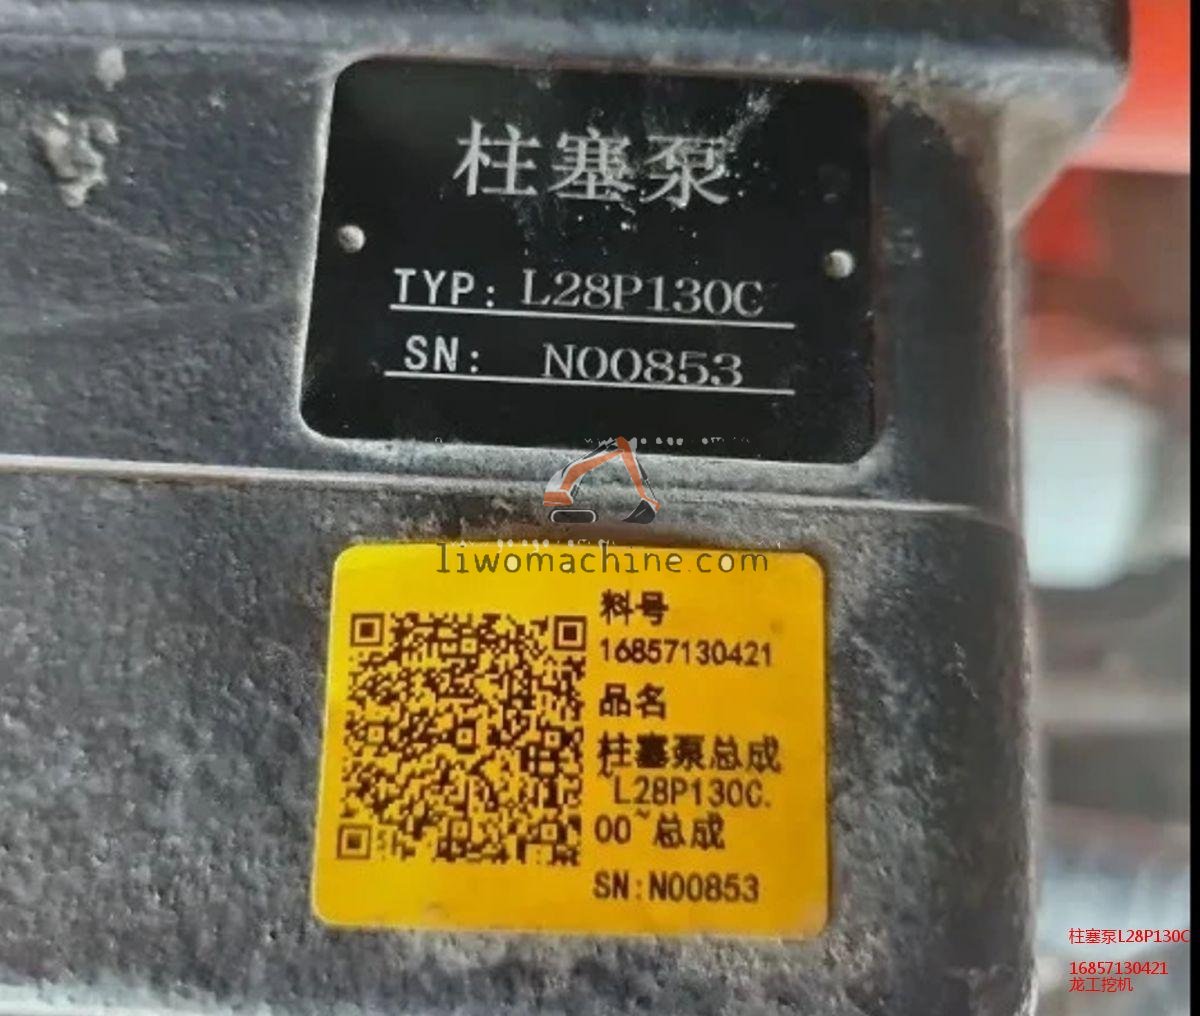 柱塞泵
TYP: L28P130C
SN: N00853
liwomachine.com
料号
16857130421
品名
柱塞泵总成
L28P130C.
00~总成
SN:N00853
柱塞泵L28P130C
16857130421
龙工挖机